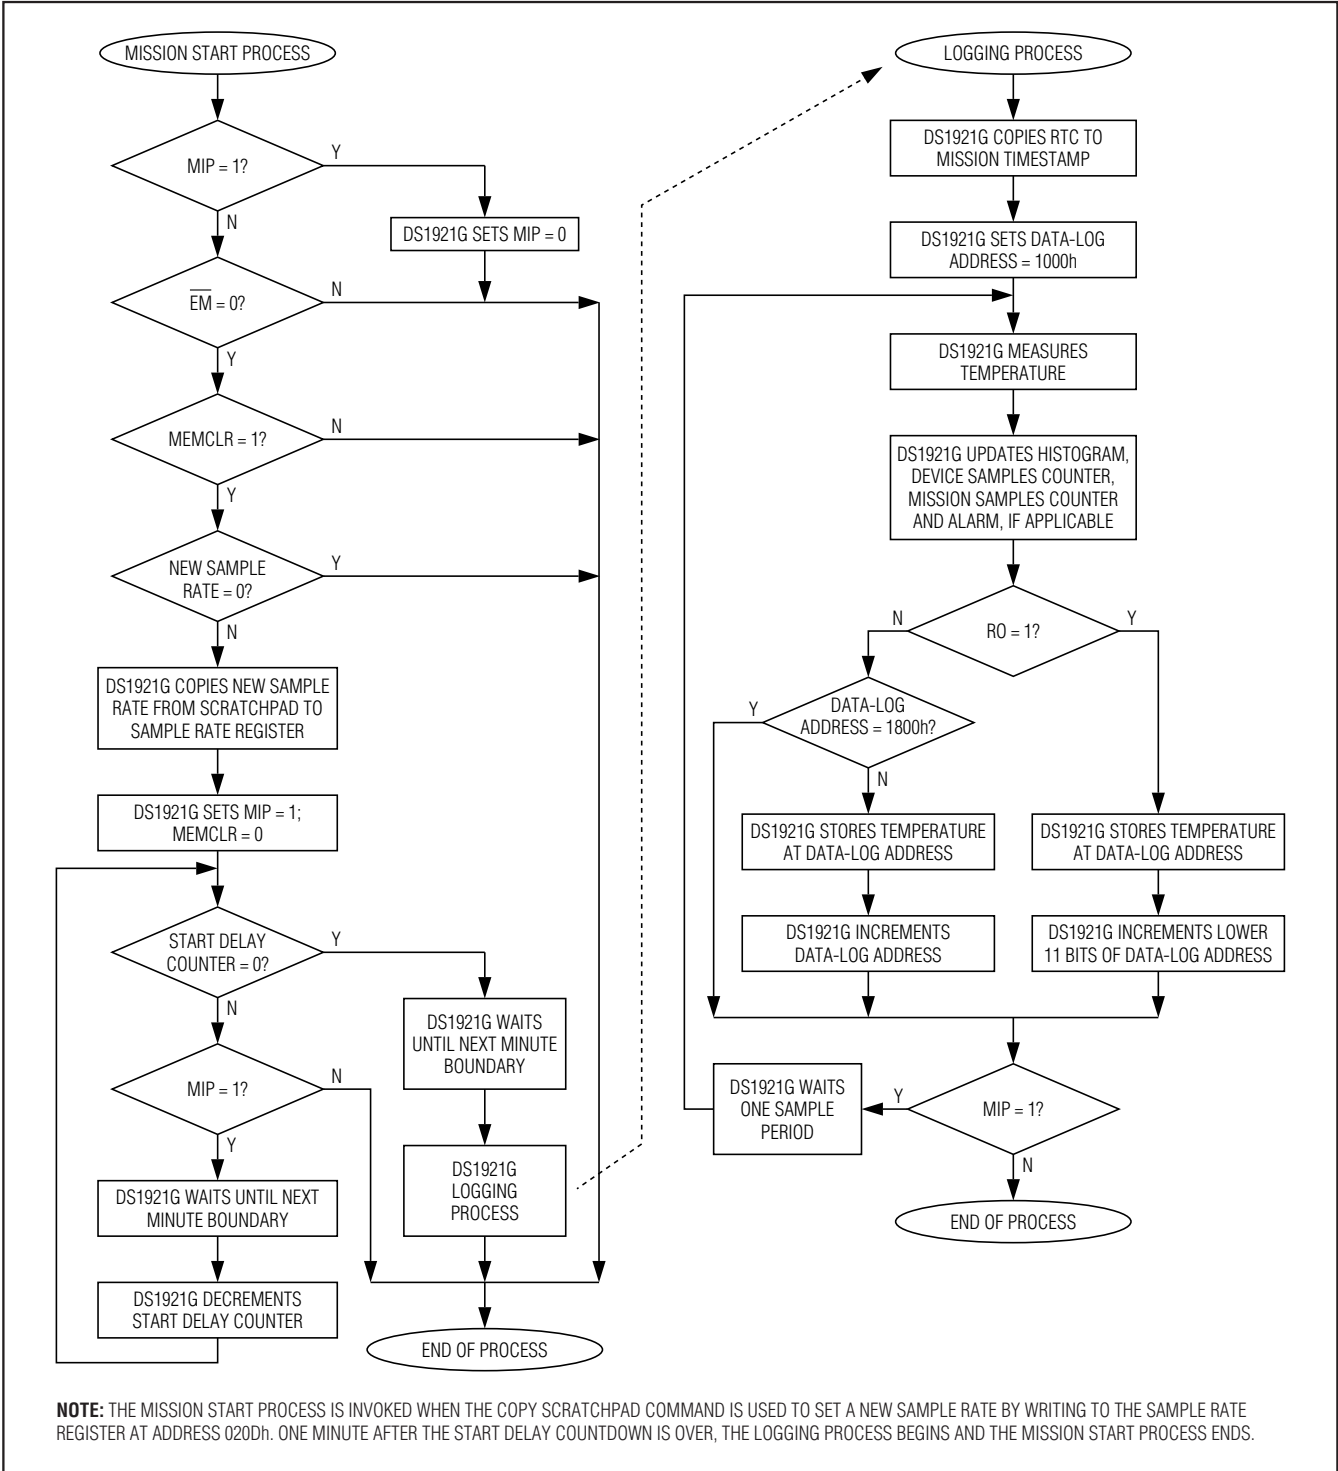 MISSION START PROCESS
MIP = 1?
Y
N
DS1921G SETS MIP = 0
E̅M̅ = 0?
N
Y
MEMCLR = 1?
N
Y
NEW SAMPLE
RATE = 0?
Y
N
DS1921G COPIES NEW SAMPLE
RATE FROM SCRATCHPAD TO
SAMPLE RATE REGISTER
DS1921G SETS MIP = 1;
MEMCLR = 0
START DELAY
COUNTER = 0?
Y
N
MIP = 1?
N
Y
DS1921G WAITS UNTIL NEXT
MINUTE BOUNDARY
DS1921G DECREMENTS
START DELAY COUNTER
DS1921G WAITS
UNTIL NEXT MINUTE
BOUNDARY
DS1921G
LOGGING
PROCESS
END OF PROCESS
LOGGING PROCESS
DS1921G COPIES RTC TO
MISSION TIMESTAMP
DS1921G SETS DATA-LOG
ADDRESS = 1000h
DS1921G MEASURES
TEMPERATURE
DS1921G UPDATES HISTOGRAM,
DEVICE SAMPLES COUNTER,
MISSION SAMPLES COUNTER
AND ALARM, IF APPLICABLE
RO = 1?
N
Y
DATA-LOG
ADDRESS = 1800h?
Y
N
DS1921G STORES TEMPERATURE
AT DATA-LOG ADDRESS
DS1921G INCREMENTS
DATA-LOG ADDRESS
DS1921G STORES TEMPERATURE
AT DATA-LOG ADDRESS
DS1921G INCREMENTS LOWER
11 BITS OF DATA-LOG ADDRESS
MIP = 1?
Y
N
DS1921G WAITS
ONE SAMPLE
PERIOD
END OF PROCESS
NOTE: THE MISSION START PROCESS IS INVOKED WHEN THE COPY SCRATCHPAD COMMAND IS USED TO SET A NEW SAMPLE RATE BY WRITING TO THE SAMPLE RATE
REGISTER AT ADDRESS 020Dh. ONE MINUTE AFTER THE START DELAY COUNTDOWN IS OVER, THE LOGGING PROCESS BEGINS AND THE MISSION START PROCESS ENDS.